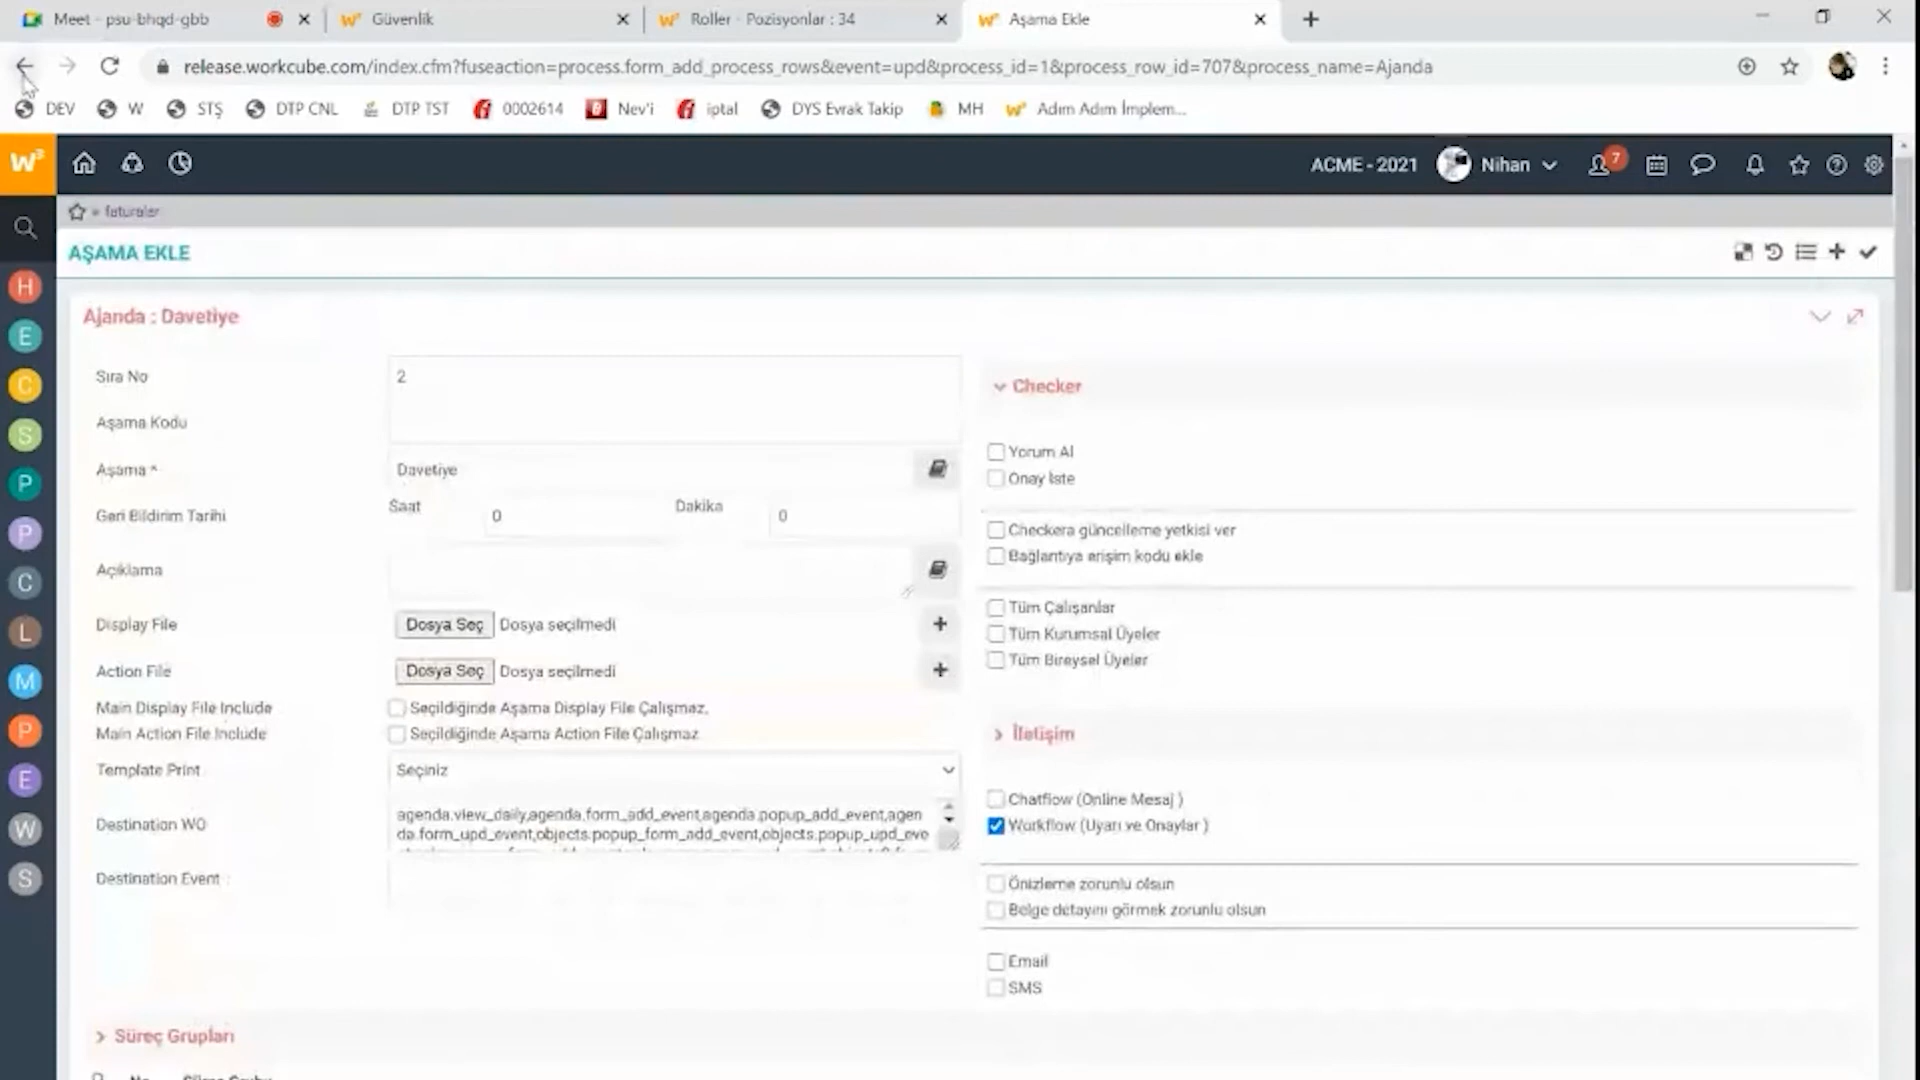 Meet - psu-bhqd-gbb
Güvenlik
Roller - Pozisyonlar : 34
Aşama Ekle
release.workcube.com/index.cfm?fuseaction=process.form_add_process_rows&event=upd&process_id=1&process_row_id=707&process_name=Ajanda
DEV W STŞ DTP CNL DTP TST 0002614 Nev'i iptal DYS Evrak Takip MH Adım Adım İmplem...
W³
ACME - 2021 Nihan 7
faturalar
AŞAMA EKLE
H
E
C
S
P
P
C
L
M
P
E
W
S
Ajanda : Davetiye
Sıra No 2
Aşama Kodu
Aşama * Davetiye
Geri Bildirim Tarihi Saat 0 Dakika 0
Açıklama
Display File Dosya Seç Dosya seçilmedi
Action File Dosya Seç Dosya seçilmedi
Main Display File Include Seçildiğinde Aşama Display File Çalışmaz.
Main Action File Include Seçildiğinde Aşama Action File Çalışmaz
Template Print Seçiniz
Destination WO
agenda.view_daily,agenda.form_add_event,agenda.popup_add_event,agen
da.form_upd_event,objects.popup_form_add_event,objects.popup_upd_eve
Destination Event
Checker
Yorum Al
Onay İste
Checkera güncelleme yetkisi ver
Bağlantıya erişim kodu ekle
Tüm Çalışanlar
Tüm Kurumsal Üyeler
Tüm Bireysel Üyeler
İletişim
Chatflow (Online Mesaj )
Workflow (Uyarı ve Onaylar )
Önizleme zorunlu olsun
Belge detayını görmek zorunlu olsun
Email
SMS
Süreç Grupları
No Süreç Grubu